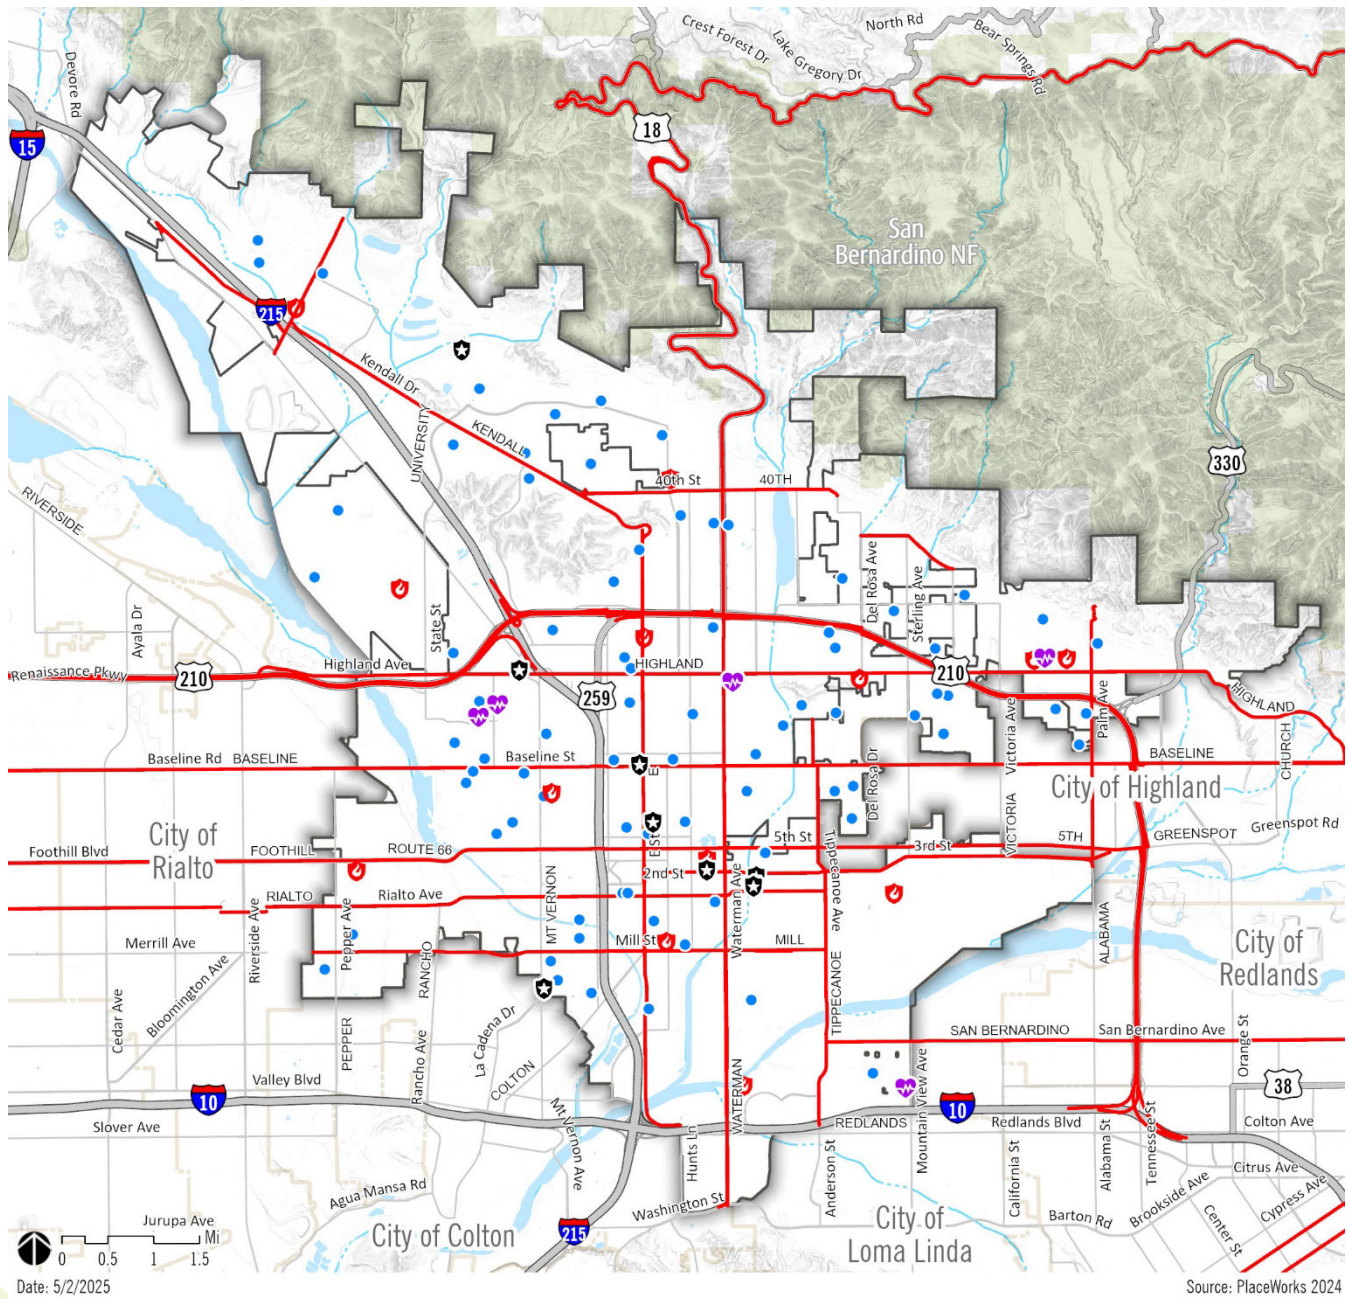 North Rd
Crest Forest Dr
Lake Gregory Dr
Bear Springs Rd
Devore Rd
18
15
San
Bernardino NF
215
Kendall Dr
UNIVERSITY
KENDALL
330
40th St
40TH
RIVERSIDE
Del Rosa Ave
Sterling Ave
Ayala Dr
State St
Highland Ave
HIGHLAND
Renaissance Pkwy
210
210
259
HIGHLAND
Palm Ave
Victoria Ave
CHURCH
Baseline Rd
BASELINE
Baseline St
E
BASELINE
Del Rosa Dr
City of Highland
City of
Rialto
VICTORIA
5th St
5TH
GREENSPOT
Greenspot Rd
Foothill Blvd
FOOTHILL
ROUTE 66
E St
Tippecanoe Ave
3rd St
2nd St
RIALTO
Rialto Ave
MT VERNON
Waterman Ave
Riverside Ave
Pepper Ave
Merrill Ave
Mill St
MILL
ALABAMA
City of
Redlands
RANCHO
Bloomington Ave
TIPPECANOE
Cedar Ave
La Cadena Dr
SAN BERNARDINO
San Bernardino Ave
Orange St
PEPPER
Rancho Ave
COLTON
WATERMAN
Mountain View Ave
Valley Blvd
10
10
38
Mt Vernon Ave
REDLANDS
Redlands Blvd
Colton Ave
Slover Ave
Hunts Ln
Anderson St
California St
Alabama St
Tennessee St
Citrus Ave
Brookside Ave
Cypress Ave
Center St
Agua Mansa Rd
Washington St
Barton Rd
Jurupa Ave
City of Colton
215
City of
Loma Linda
0 0.5 1 1.5 Mi
Date: 5/2/2025
Source: PlaceWorks 2024